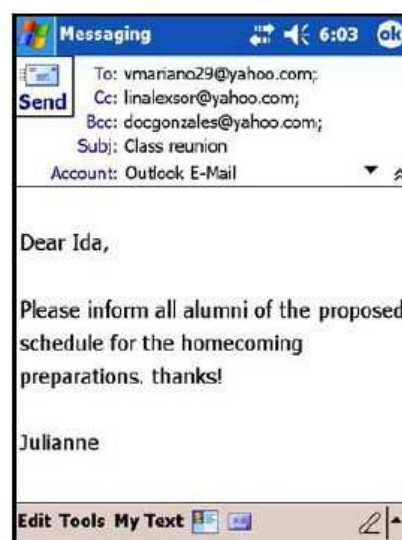 Messaging 6:03 ok
Send
To: vmariano29@yahoo.com;
Cc: linalexsor@yahoo.com;
Bcc: docgonzales@yahoo.com;
Subj: Class reunion
Account: Outlook E-Mail
Dear Ida,
Please inform all alumni of the proposed
schedule for the homecoming
preparations. thanks!
Julianne
Edit Tools My Text